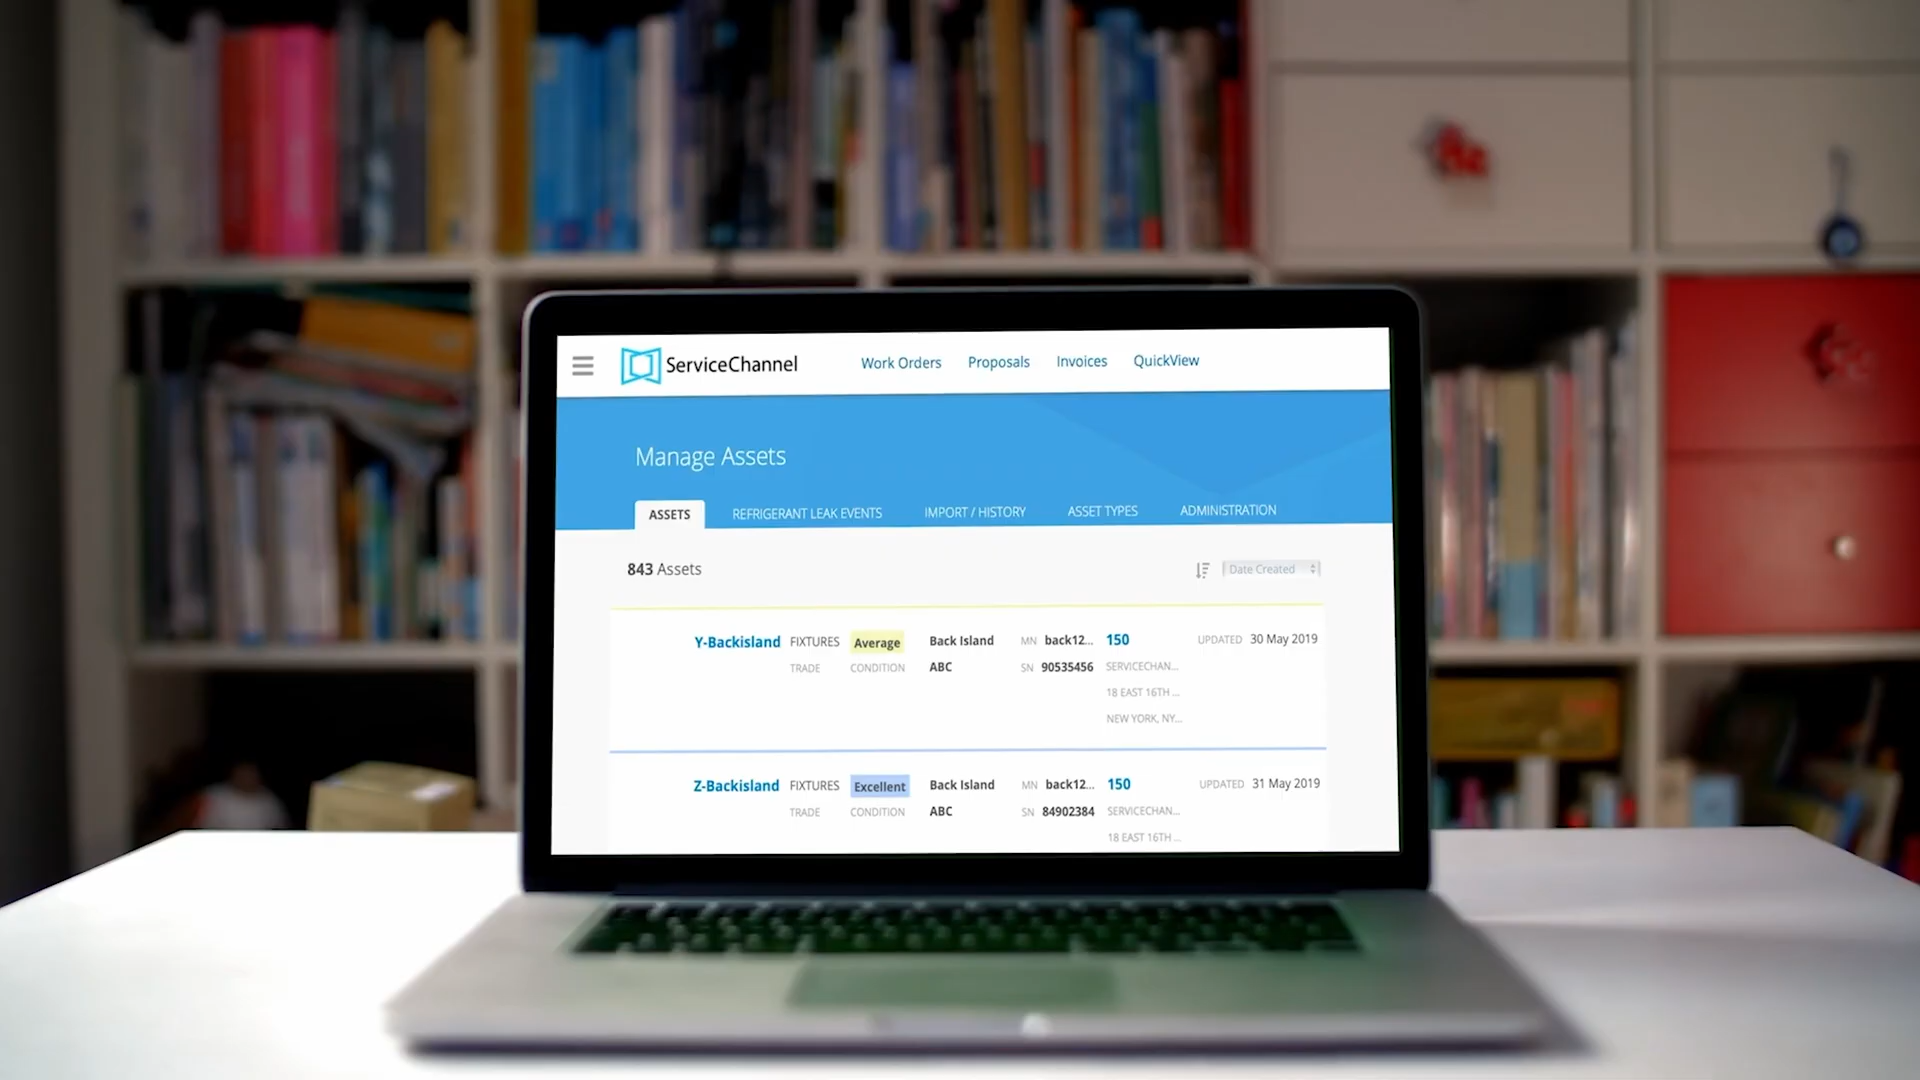 ServiceChannel Work Orders Proposals Invoices QuickView
Manage Assets
ASSETS REFRIGERANT LEAK EVENTS IMPORT / HISTORY ASSET TYPES ADMINISTRATION
843 Assets Date Created
Y-Backisland FIXTURES Average Back Island MN back12... 150 UPDATED 30 May 2019
TRADE CONDITION ABC SN 90535456 SERVICECHAN...
18 EAST 16TH ...
NEW YORK, NY...
Z-Backisland FIXTURES Excellent Back Island MN back12... 150 UPDATED 31 May 2019
TRADE CONDITION ABC SN 84902384 SERVICECHAN...
18 EAST 16TH ...